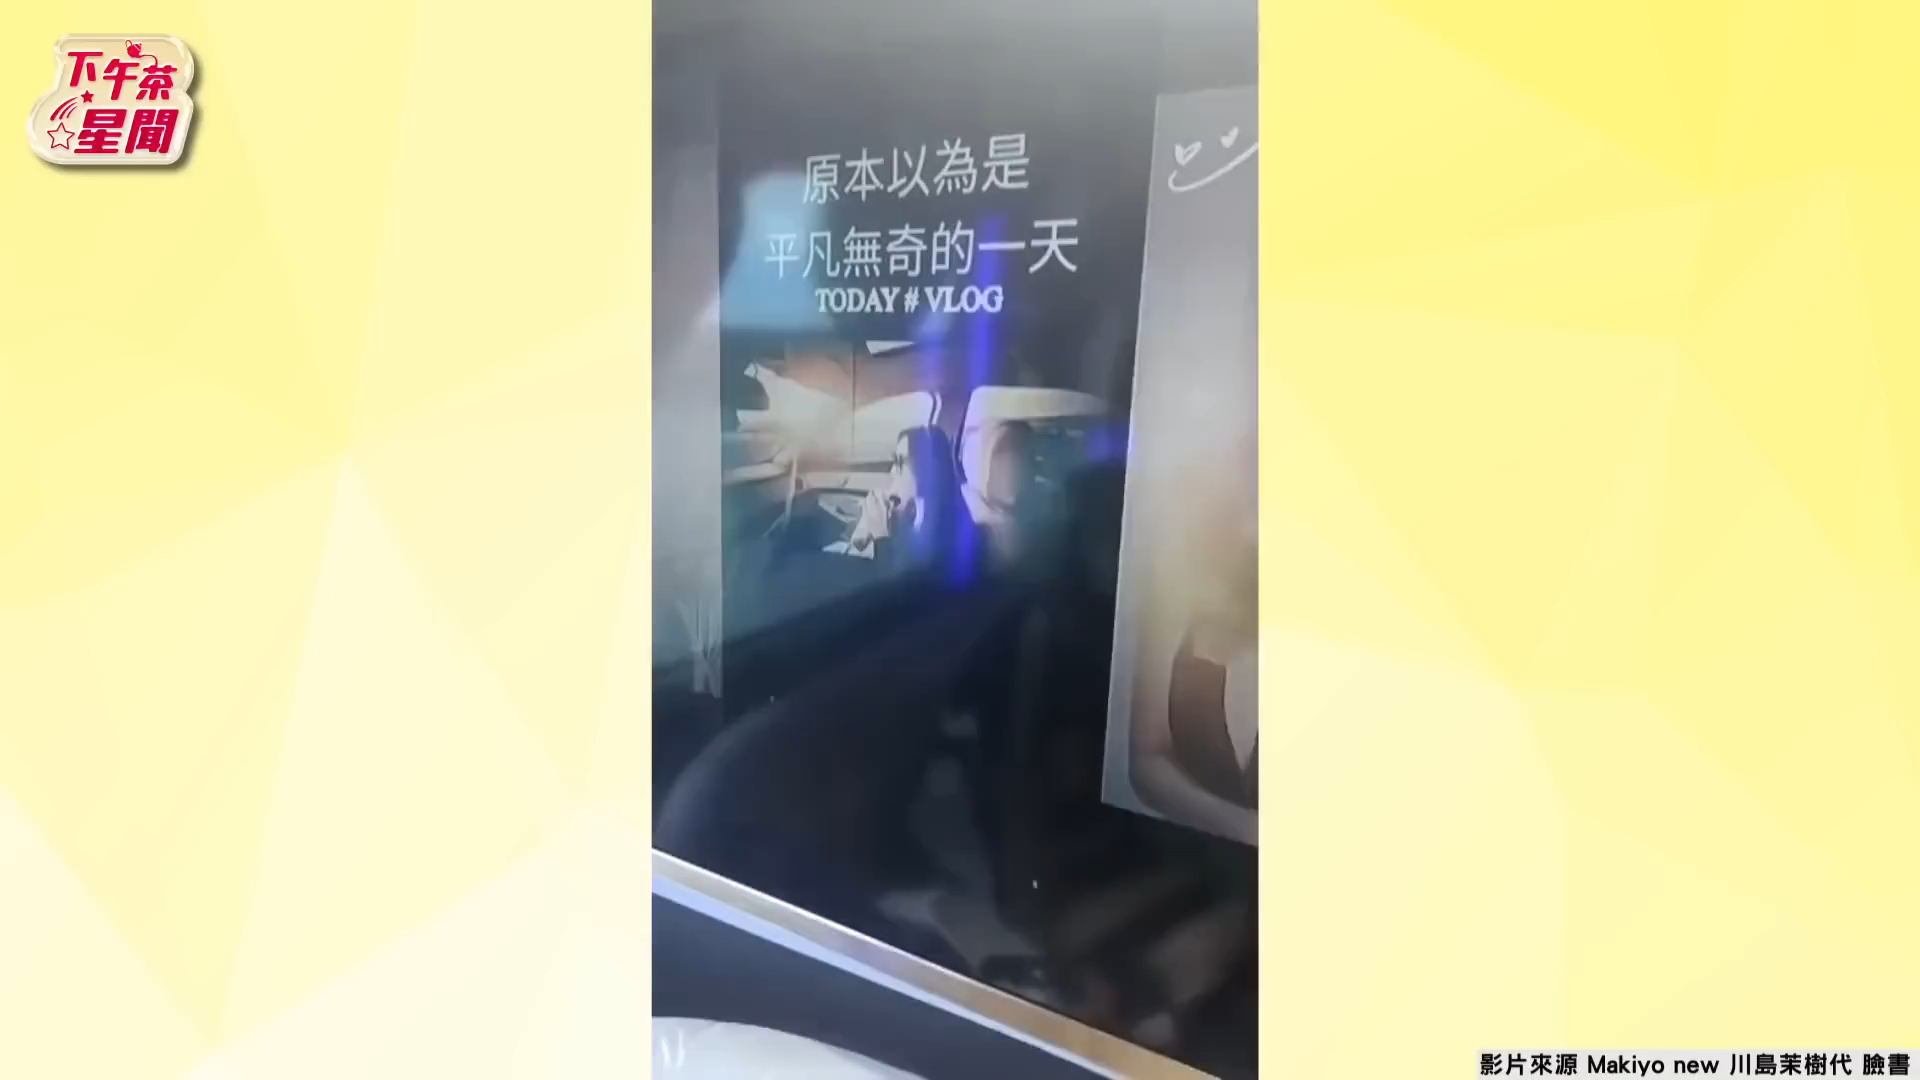 下午茶
星聞
原本以為是
平凡無奇的一天
TODAY # VLOG
影片來源 Makiyo new 川島茉樹代 臉書